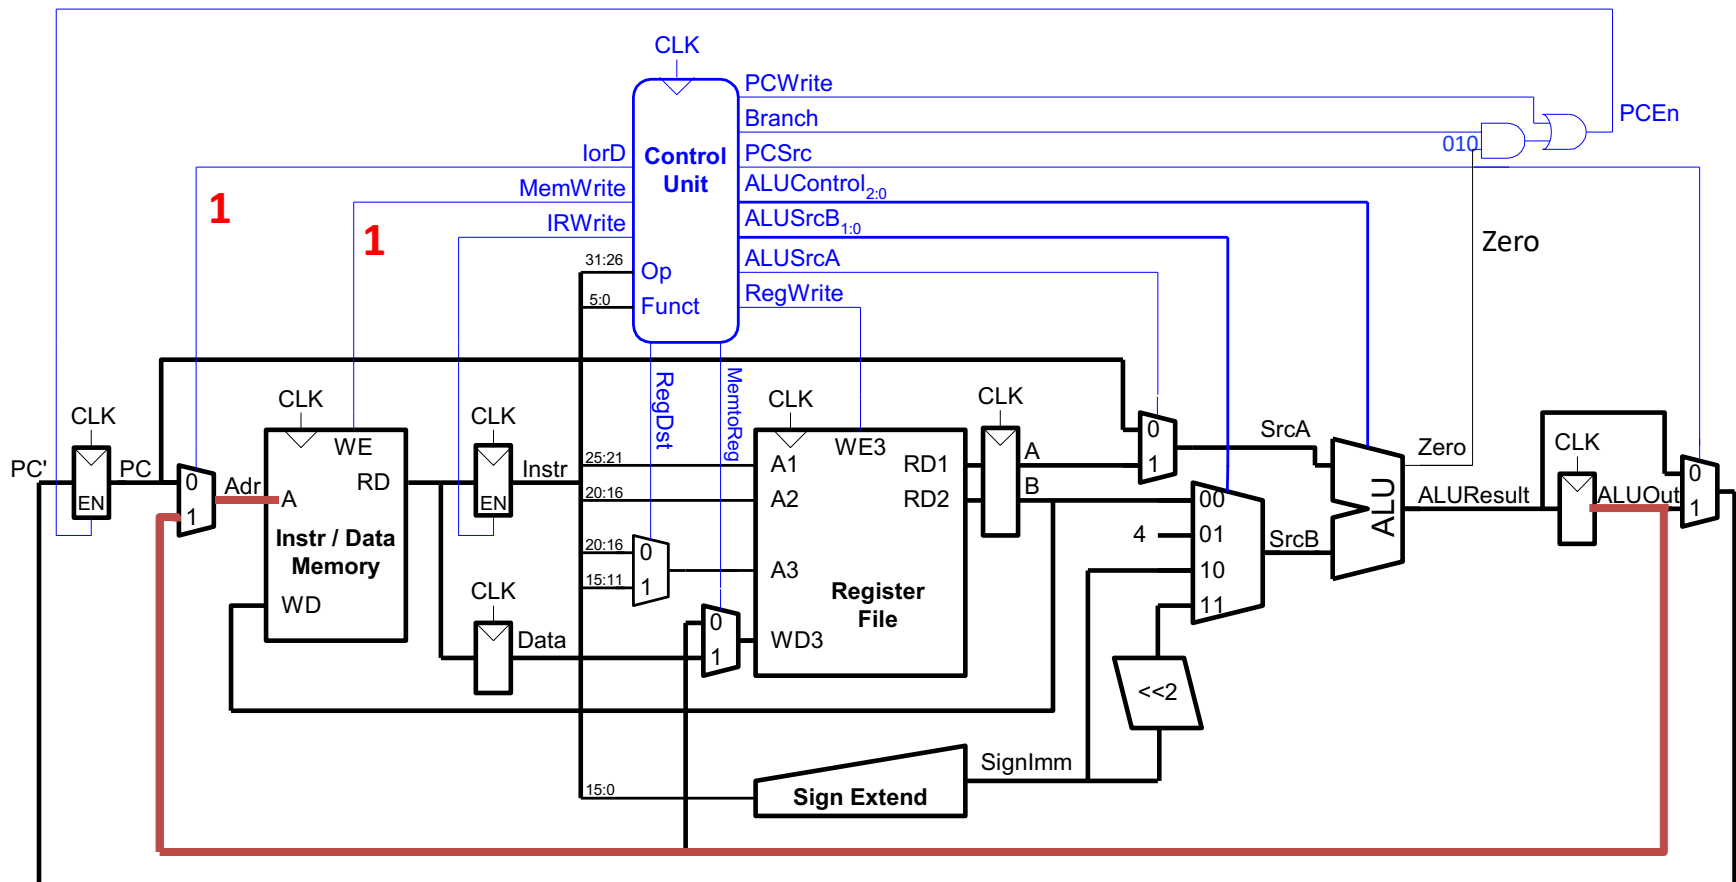 CLK
PCWrite
Branch
PCEn
010
IorD
Control
Unit
PCSrc
MemWrite
ALUControl2:0
1
IRWrite
ALUSrcB1:0
1
Zero
31:26
Op
ALUSrcA
5:0
Funct
RegWrite
RegDst
MemtoReg
CLK
CLK
CLK
CLK
CLK
CLK
PC'
EN
PC
0
1
Adr
A
WE
RD
Instr / Data
Memory
WD
EN
Instr
25:21
20:16
20:16
15:11
0
1
A1
A2
A3
WE3
RD1
RD2
Register
File
WD3
A
B
0
1
SrcA
00
4
01
10
11
SrcB
ALU
Zero
ALUResult
ALUOut
0
1
CLK
Data
0
1
<<2
SignImm
15:0
Sign Extend